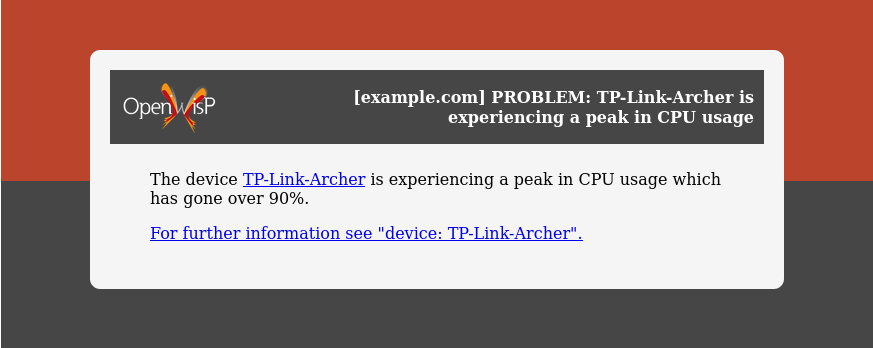 OpenWisP
[example.com] PROBLEM: TP-Link-Archer is
experiencing a peak in CPU usage
The device TP-Link-Archer is experiencing a peak in CPU usage which
has gone over 90%.
For further information see "device: TP-Link-Archer".